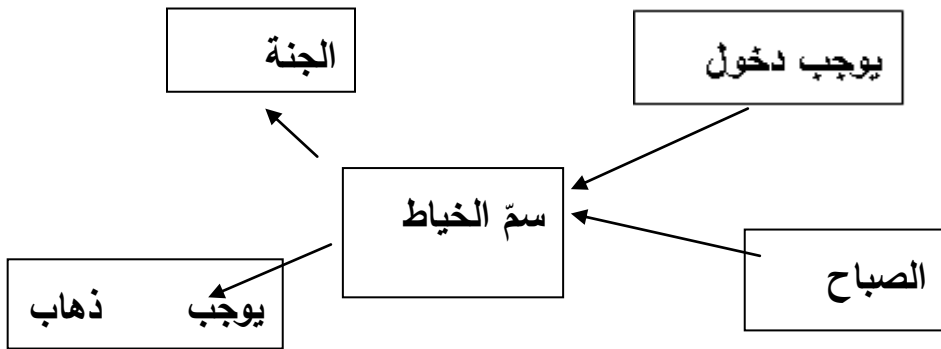 يوجب دخول
الجنة
سمّ الخياط
الصباح
يوجب ذهاب